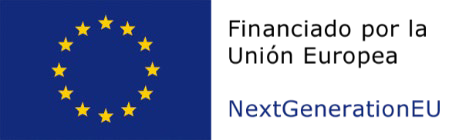 Financiado por la
Unión Europea
NextGenerationEU